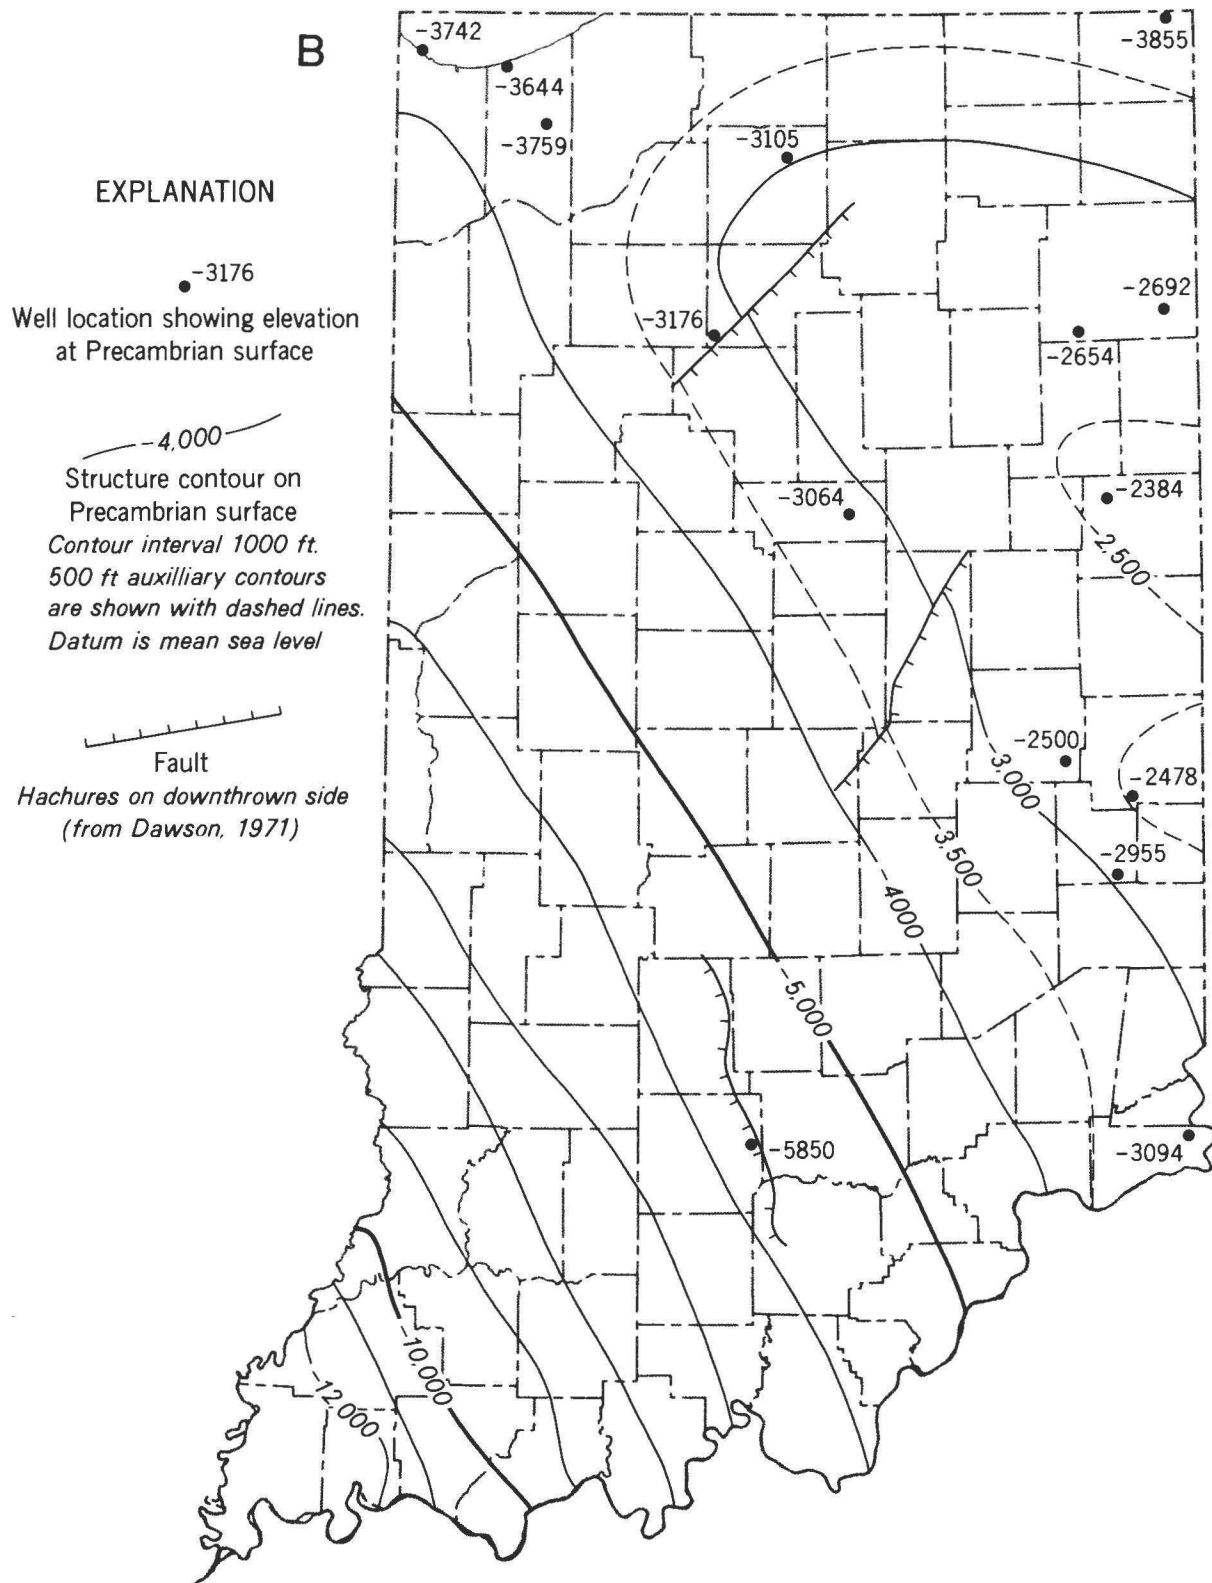 B
EXPLANATION
-3176
Well location showing elevation
at Precambrian surface
-4,000
Structure contour on
Precambrian surface
Contour interval 1000 ft.
500 ft auxilliary contours
are shown with dashed lines.
Datum is mean sea level
Fault
Hachures on downthrown side
(from Dawson, 1971)
-3742
-3644
-3759
-3855
-3105
-3176
-2692
-2654
-3064
-2384
-2,500
-2500
-3,000
-2478
-2955
-3,500
-4000
-5,000
-5850
-3094
-10,000
-12,000